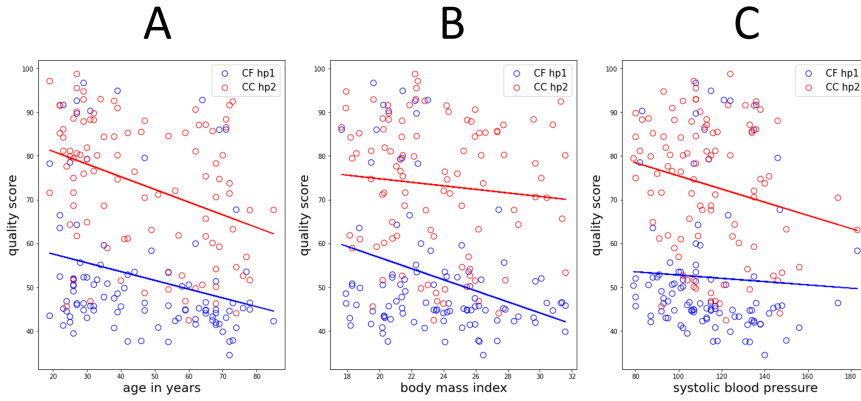 A
B
C
CF hp1
CC hp2
quality score
100
90
80
70
60
50
40
20
30
40
50
60
70
80
age in years
CF hp1
CC hp2
quality score
100
90
80
70
60
50
40
18
20
22
24
26
28
30
32
body mass index
CF hp1
CC hp2
quality score
100
90
80
70
60
50
40
80
100
120
140
160
180
systolic blood pressure